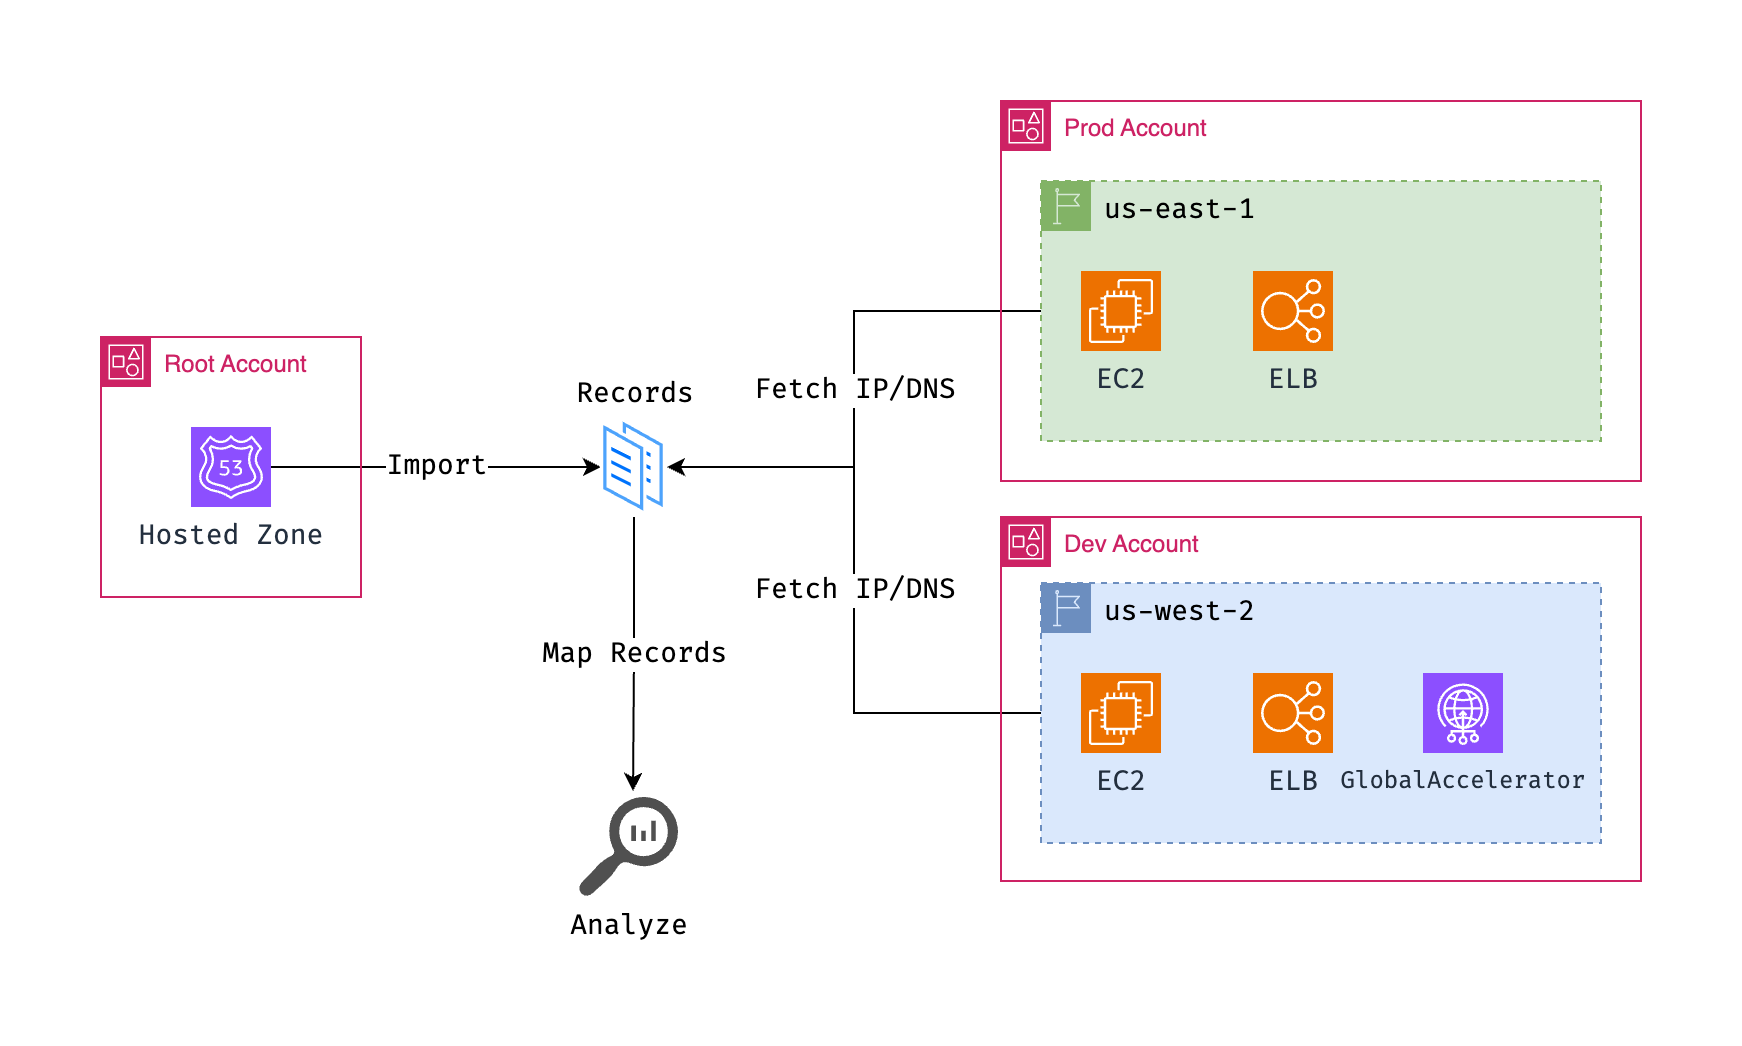 Root Account
53
Hosted Zone
Import
Records
Fetch IP/DNS
Fetch IP/DNS
Map Records
Analyze
Prod Account
us-east-1
EC2
ELB
Dev Account
us-west-2
EC2
ELB
GlobalAccelerator